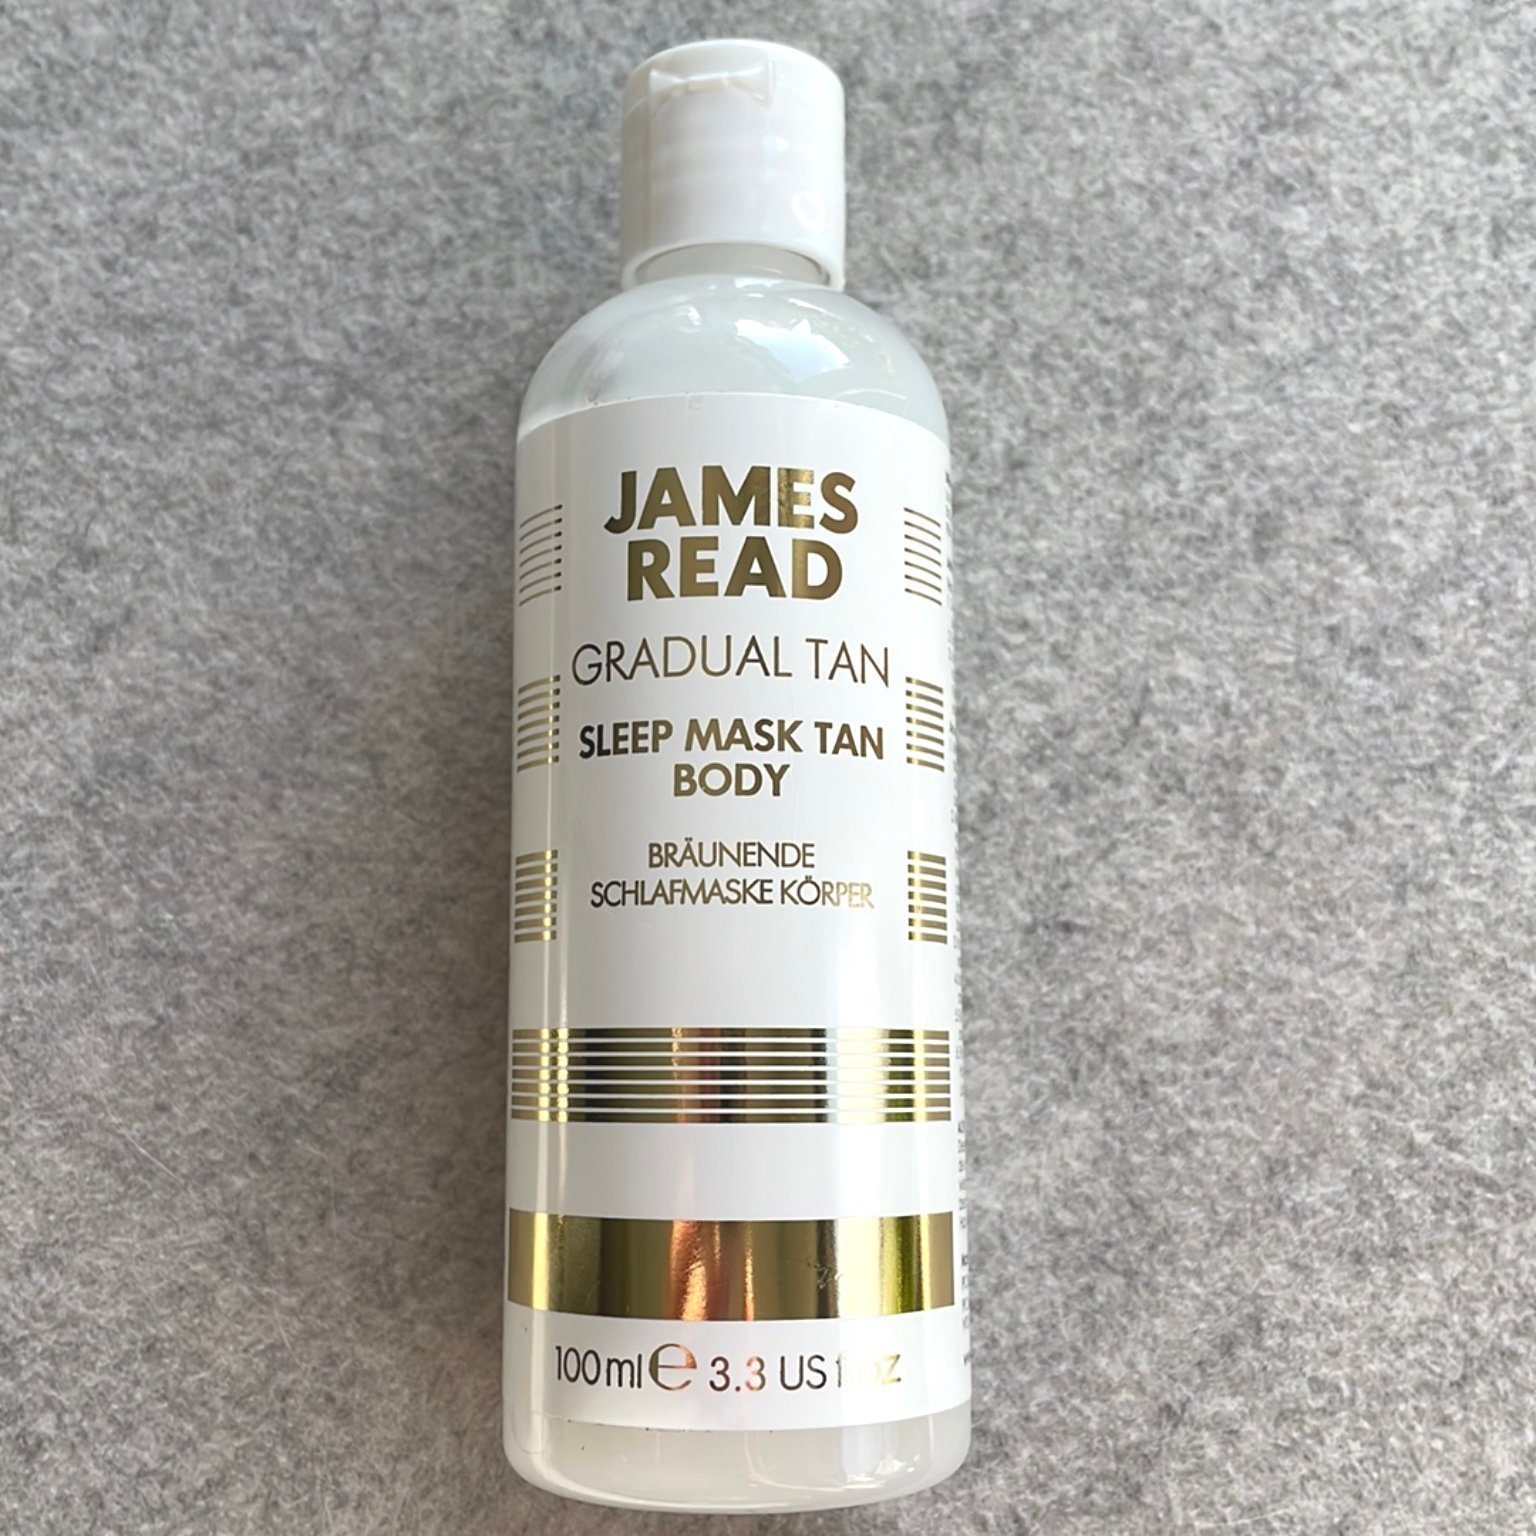 JAMES
READ
GRADUAL TAN
SLEEP MASK TAN
BODY
BRÄUNENDE
SCHLAFMASKE KÖRPER
100ml e 3.3 US fl oz